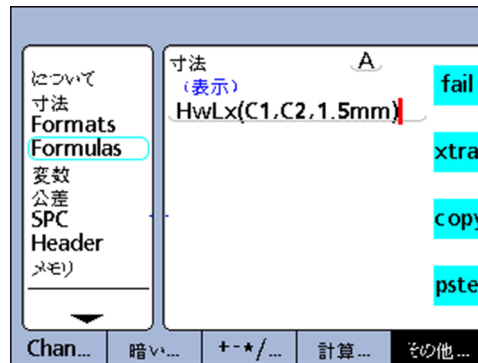 について
寸法
Formats
Formulas
変数
公差
SPC
Header
メモリ
寸法
A
(表示)
HwLx(C1,C2,1.5mm)
fail
xtra
copy
pste
Chan...
暗い...
+-*/...
計算...
その他...